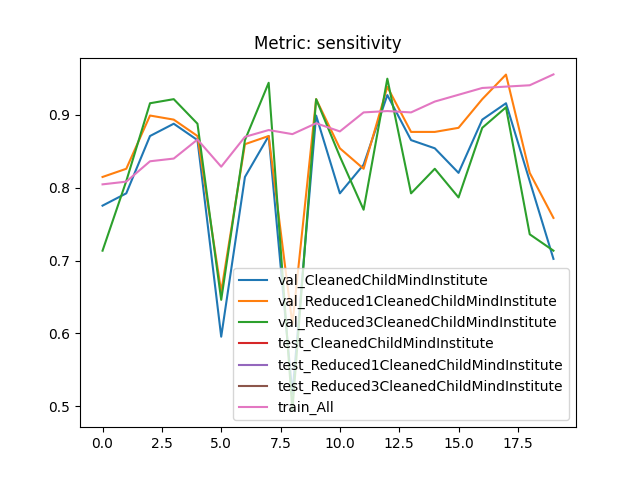 Metric: sensitivity
0.9
0.8
0.7
0.6
0.5
val_CleanedChildMindInstitute
val_Reduced1CleanedChildMindInstitute
val_Reduced3CleanedChildMindInstitute
test_CleanedChildMindInstitute
test_Reduced1CleanedChildMindInstitute
test_Reduced3CleanedChildMindInstitute
train_All
0.0 2.5 5.0 7.5 10.0 12.5 15.0 17.5